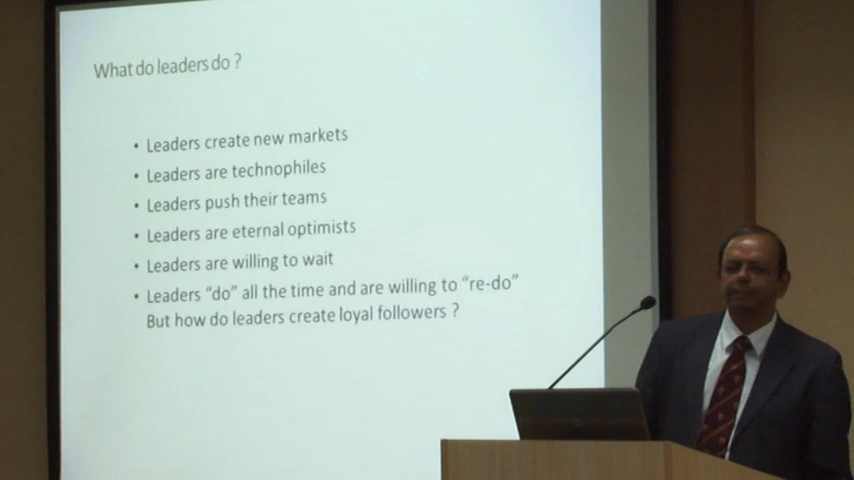 What do leaders do ?
• Leaders create new markets
• Leaders are technophiles
• Leaders push their teams
• Leaders are eternal optimists
• Leaders are willing to wait
• Leaders “do” all the time and are willing to “re-do”
But how do leaders create loyal followers ?